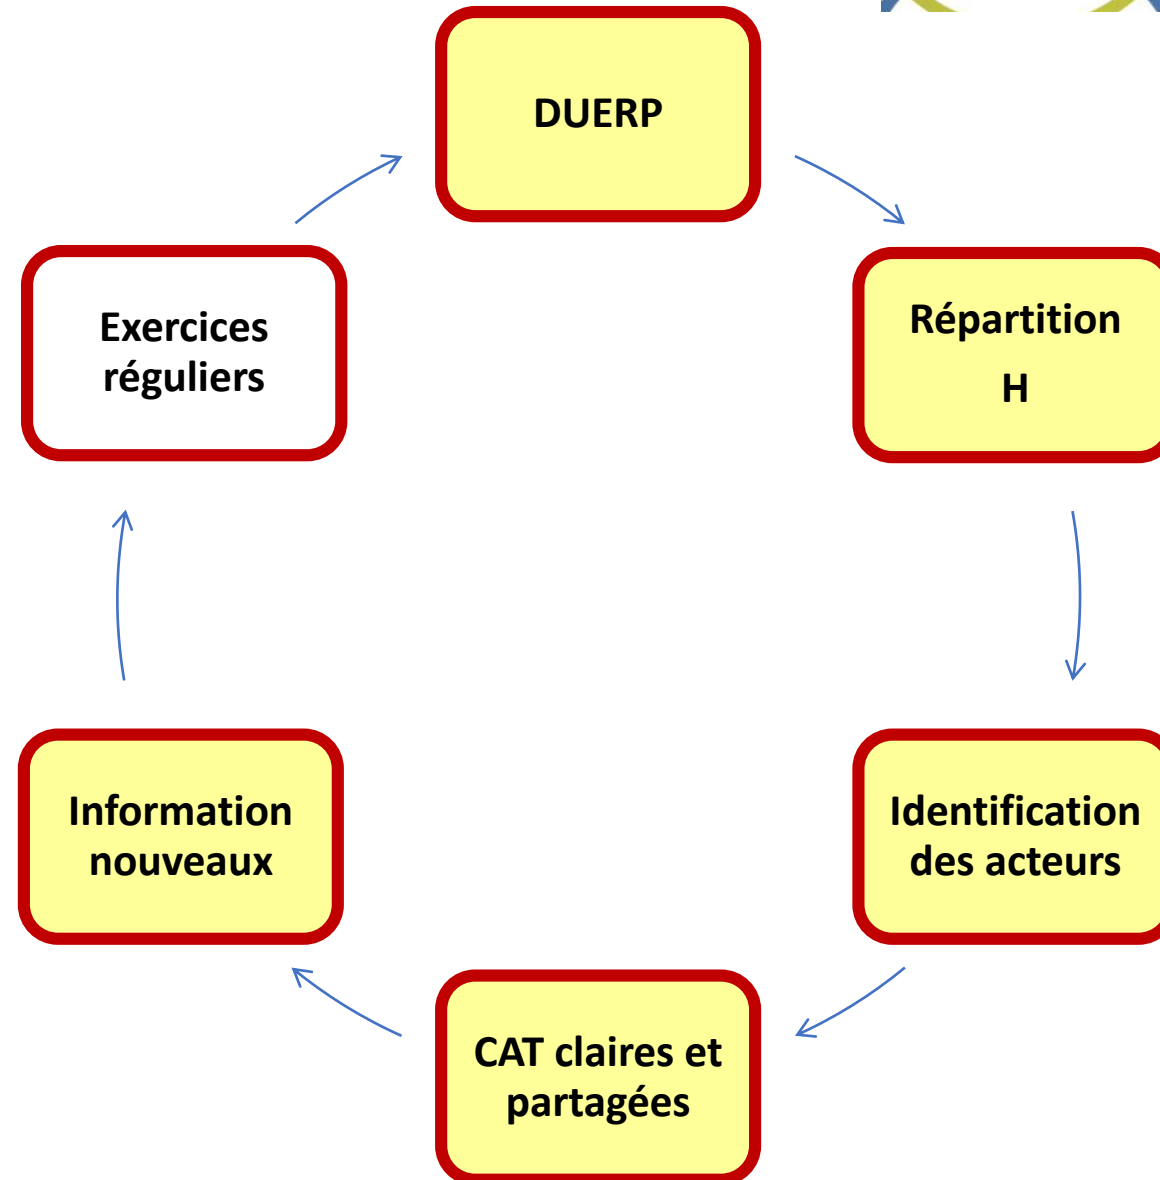 DUERP
Répartition
H
Identification
des acteurs
CAT claires et
partagées
Information
nouveaux
Exercices
réguliers